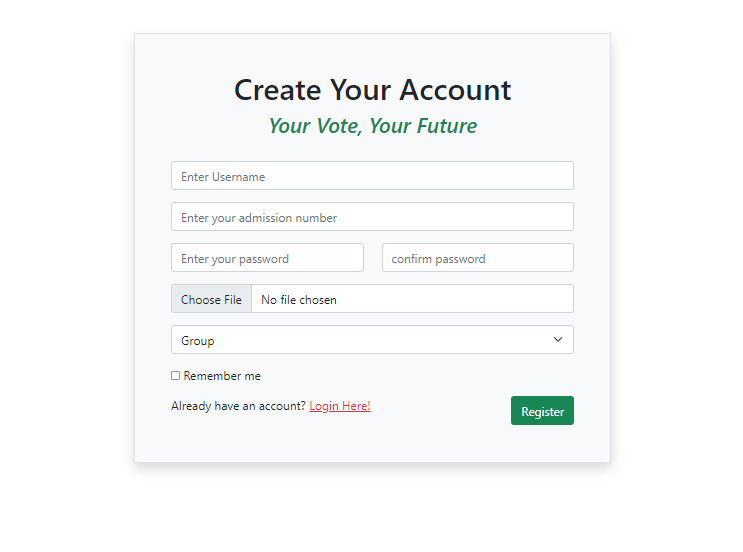 Create Your Account
Your Vote, Your Future
Enter Username
Enter your admission number
Enter your password confirm password
Choose File No file chosen
Group
Remember me
Already have an account? Login Here! Register